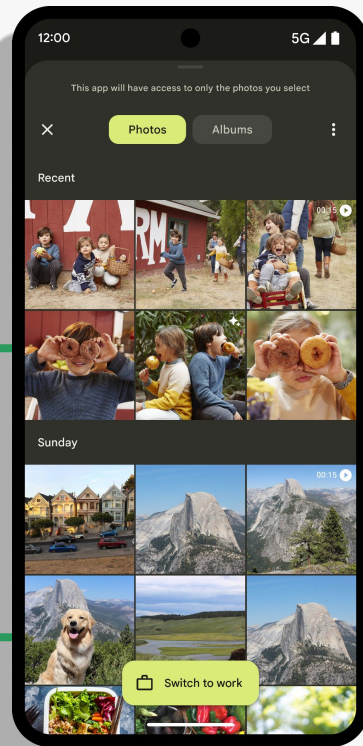 12:00
5G
This app will have access to only the photos you select
Photos
Albums
Recent
RM
00:15
Sunday
00:15
Switch to work